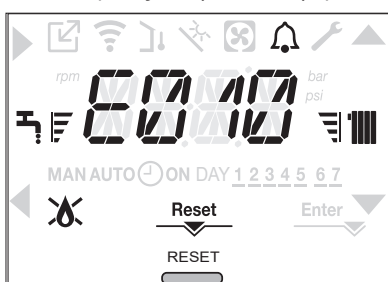 rpm
bar
psi
E010
MAN AUTO ON DAY 1 2 3 4 5 6 7
Reset
Enter
RESET